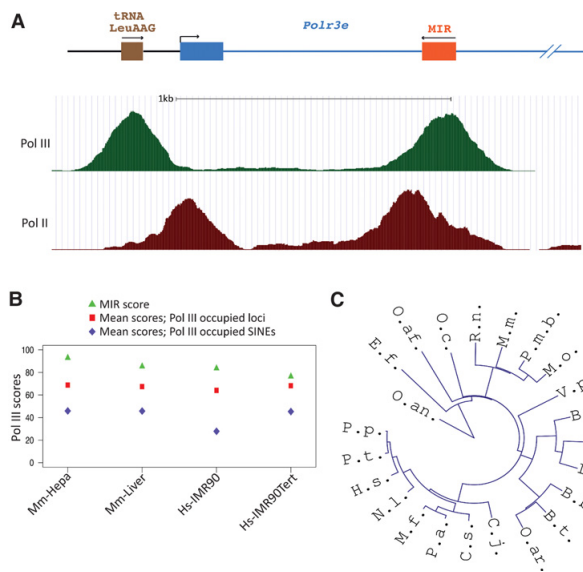 A
tRNA
LeuAAG
Polr3e
MIR
1kb
Pol III
Pol II
B
MIR score
Mean scores; Pol III occupied loci
Mean scores; Pol III occupied SINEs
Pol III scores
100
80
60
40
20
0
Mm-Hepa
Mm-Liver
Hs-IMR90
Hs-IMR90Tert
C
O.an.
E.f.
O.af.
O.c.
R.n.
M.m.
P.m.b.
M.o.
B.t.
O.ar.
C.j.
C.s.
P.a.
M.f.
N.l.
H.s.
P.t.
P.p.